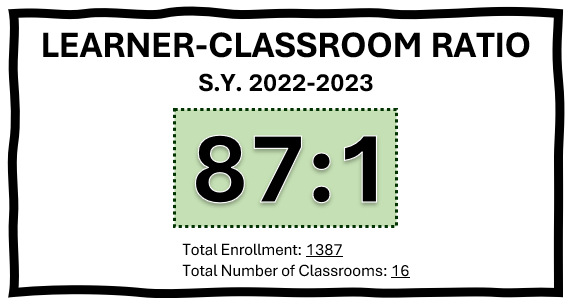 LEARNER-CLASSROOM RATIO
S.Y. 2022-2023
87:1
Total Enrollment: 1387
Total Number of Classrooms: 16